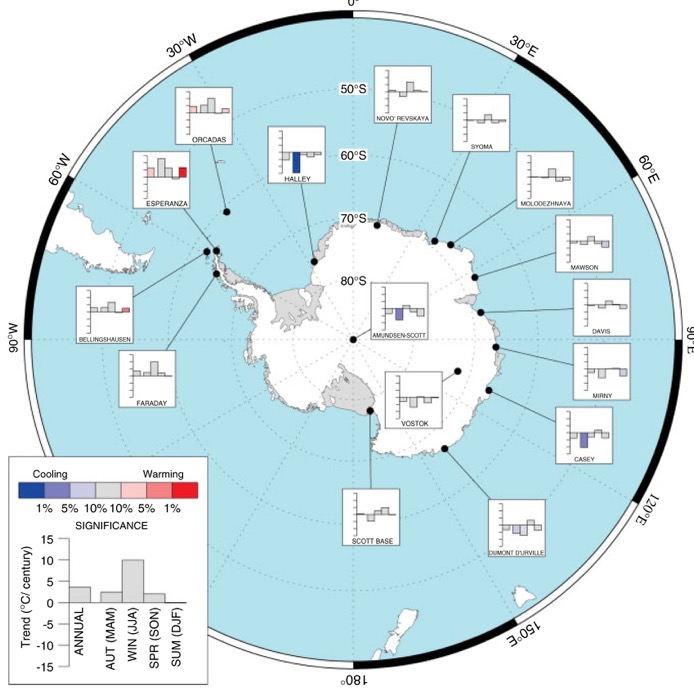 0°
30°W
30°E
60°W
60°E
90°W
90°E
120°E
150°E
180°
50°S
60°S
70°S
80°S
ORCADAS
ESPERANZA
HALLEY
NOVO' REVSKAYA
SYOMA
MOLODEZHNAYA
MAWSON
DAVIS
MIRNY
CASEY
DUMONT D'URVILLE
SCOTT BASE
VOSTOK
AMUNDSEN-SCOTT
BELLINGSHAUSEN
FARADAY
Cooling Warming
1% 5% 10% 10% 5% 1%
SIGNIFICANCE
Trend (°C/ century)
15
10
5
0
-5
-10
-15
ANNUAL
AUT (MAM)
WIN (JJA)
SPR (SON)
SUM (DJF)